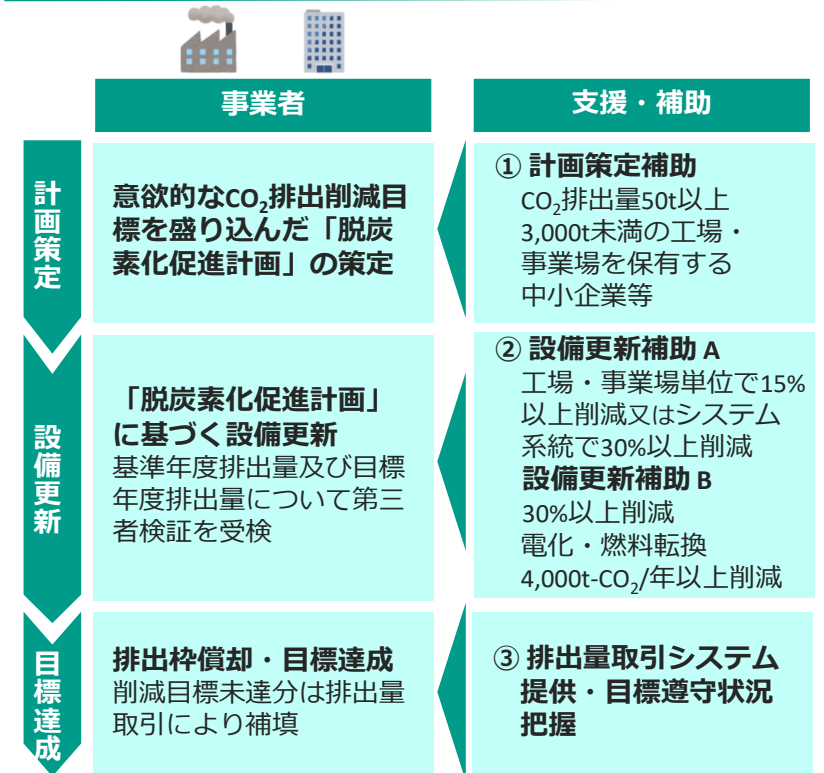 事業者
支援・補助
計画策定
意欲的なCO₂排出削減目
標を盛り込んだ「脱炭
素化促進計画」の策定
① 計画策定補助
CO₂排出量50t以上
3,000t未満の工場・
事業場を保有する
中小企業等
設備更新
「脱炭素化促進計画」
に基づく設備更新
基準年度排出量及び目標
年度排出量について第三
者検証を受検
② 設備更新補助 A
工場・事業場単位で15%
以上削減又はシステム
系統で30%以上削減
設備更新補助 B
30%以上削減
電化・燃料転換
4,000t-CO₂/年以上削減
目標達成
排出枠償却・目標達成
削減目標未達分は排出量
取引により補填
③ 排出量取引システム
提供・目標遵守状況
把握